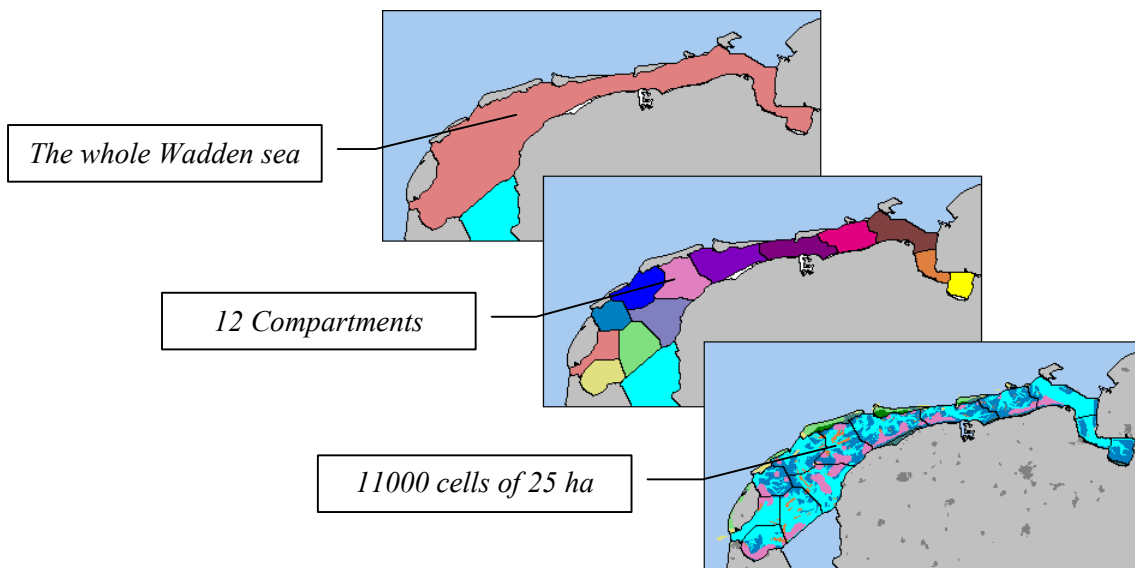 The whole Wadden sea
12 Compartments
11000 cells of 25 ha